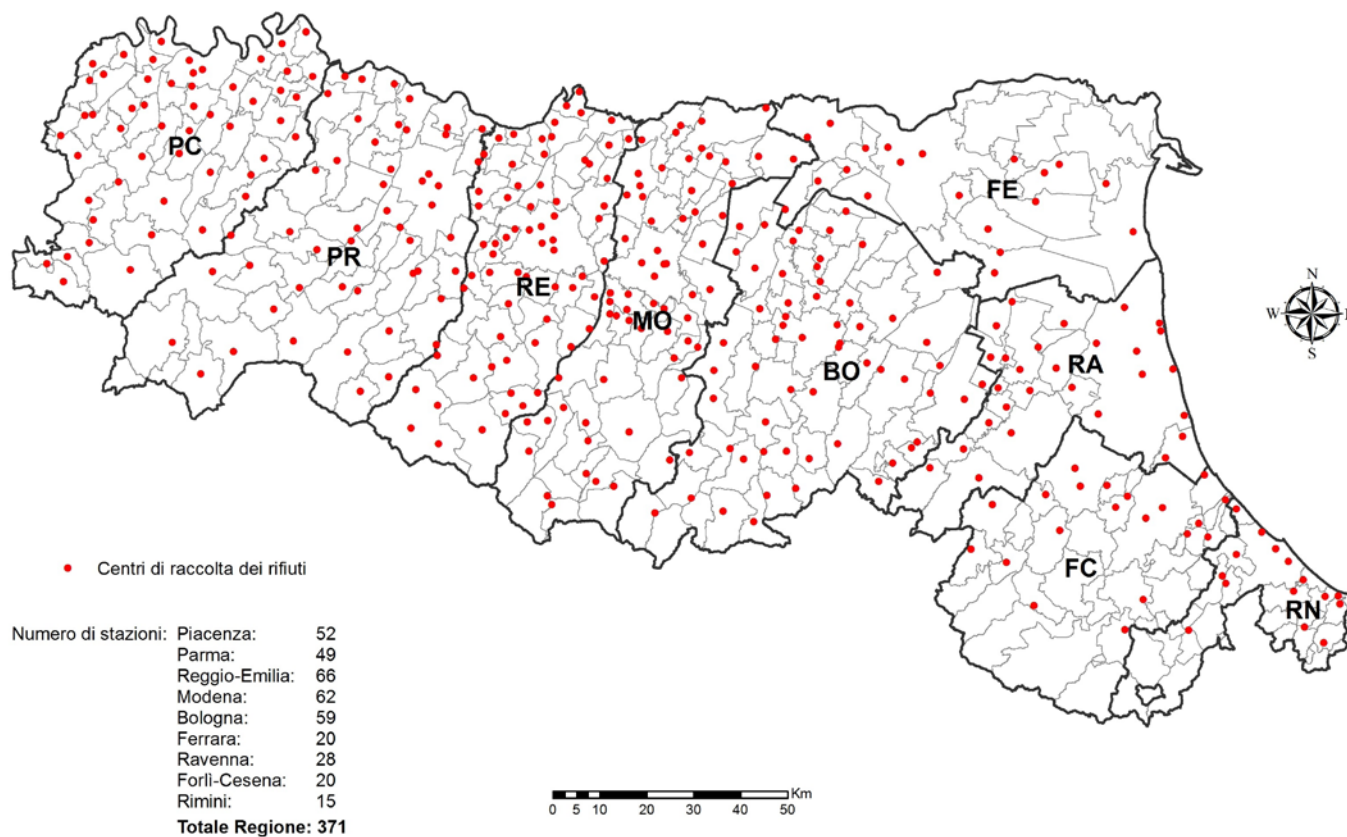 PC
FE
PR
RE
MO
BO
RA
FC
RN
N
W
S
Centri di raccolta dei rifiuti
Numero di stazioni: Piacenza: 52
Parma: 49
Reggio-Emilia: 66
Modena: 62
Bologna: 59
Ferrara: 20
Ravenna: 28
Forlì-Cesena: 20
Rimini: 15
Totale Regione: 371
Km
0 5 10 20 30 40 50